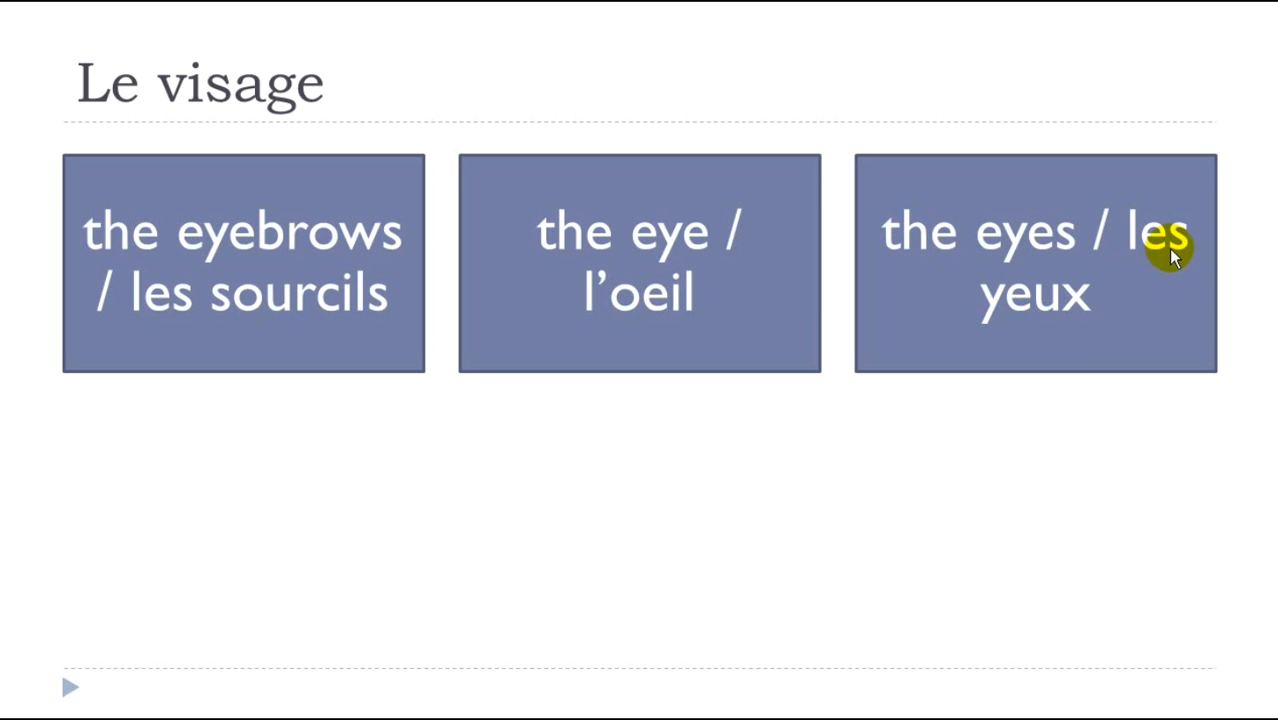 Le visage
the eyebrows
/ les sourcils
the eye /
l’oeil
the eyes / les
yeux